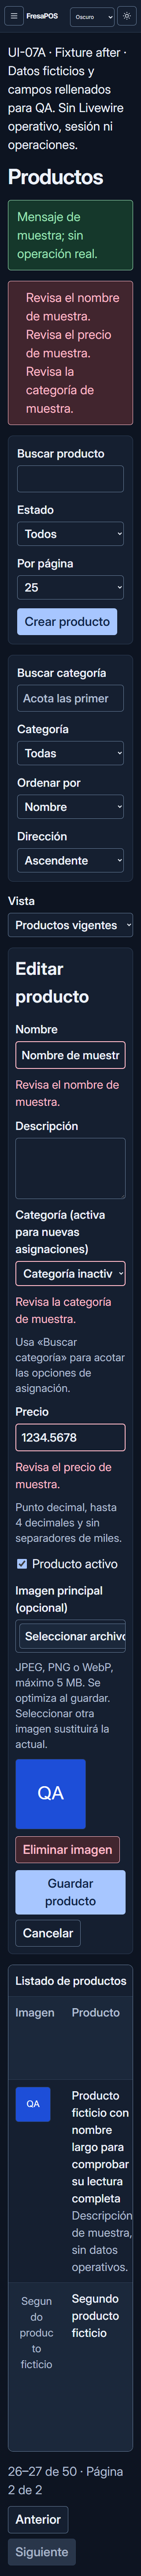 FresaPOS
Oscuro
UI-07A · Fixture after ·
Datos ficticios y
campos rellenados
para QA. Sin Livewire
operativo, sesión ni
operaciones.
Productos
Mensaje de
muestra; sin
operación real.
Revisa el nombre
de muestra.
Revisa el precio
de muestra.
Revisa la
categoría de
muestra.
Buscar producto
Estado
Todos
Por página
25
Crear producto
Buscar categoría
Acota las primer
Categoría
Todas
Ordenar por
Nombre
Dirección
Ascendente
Vista
Productos vigentes
Editar
producto
Nombre
Nombre de muestr
Revisa el nombre de
muestra.
Descripción
Categoría (activa
para nuevas
asignaciones)
Categoría inactiv
Revisa la categoría
de muestra.
Usa «Buscar
categoría» para acotar
las opciones de
asignación.
Precio
1234.5678
Revisa el precio de
muestra.
Punto decimal, hasta
4 decimales y sin
separadores de miles.
Producto activo
Imagen principal
(opcional)
Seleccionar archivo
JPEG, PNG o WebP,
máximo 5 MB. Se
optimiza al guardar.
Seleccionar otra
imagen sustituirá la
actual.
QA
Eliminar imagen
Guardar
producto
Cancelar
Listado de productos
Imagen Producto
QA
Producto
ficticio con
nombre
largo para
comprobar
su lectura
completa
Descripción
de muestra,
sin datos
operativos.
Segun
do
produc
to
ficticio
Segundo
producto
ficticio
26–27 de 50 · Página
2 de 2
Anterior
Siguiente